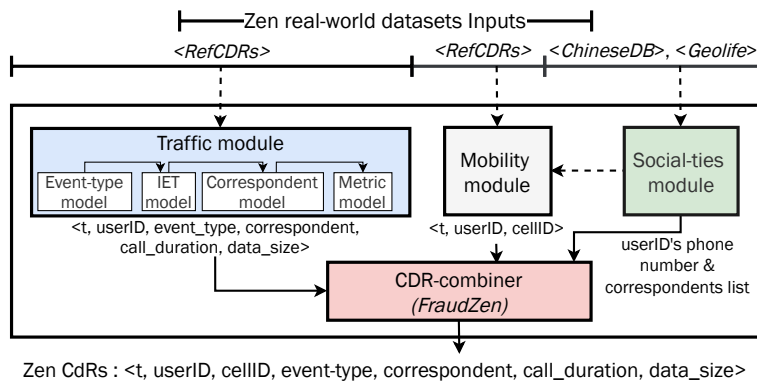 Zen real-world datasets Inputs
<RefCDRs>
<RefCDRs>
<ChineseDB>, <Geolife>
Traffic module
Event-type
model
IET
model
Correspondent
model
Metric
model
Mobility
module
Social-ties
module
<t, userID, event_type, correspondent,
call_duration, data_size>
<t, userID, cellID>
userID's phone
number &
correspondents list
CDR-combiner
(FraudZen)
Zen CdRs : <t, userID, cellID, event-type, correspondent, call_duration, data_size>